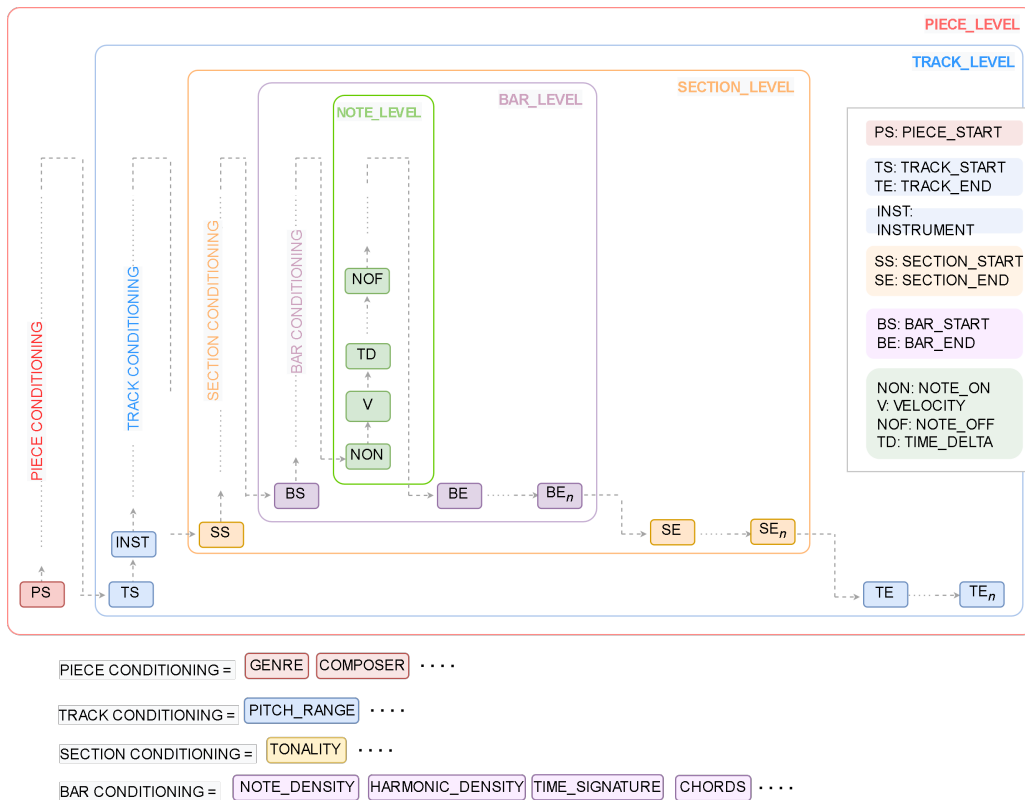 PIECE_LEVEL
TRACK_LEVEL
SECTION_LEVEL
BAR_LEVEL
NOTE_LEVEL
PS: PIECE_START
TS: TRACK_START
TE: TRACK_END
INST:
INSTRUMENT
SS: SECTION_START
SE: SECTION_END
BS: BAR_START
BE: BAR_END
NON: NOTE_ON
V: VELOCITY
NOF: NOTE_OFF
TD: TIME_DELTA
PIECE CONDITIONING
TRACK CONDITIONING
SECTION CONDITIONING
BAR CONDITIONING
NOF
TD
V
NON
BS
BE
BEn
SS
SE
SEn
INST
PS
TS
TE
TEn
PIECE CONDITIONING = GENRE COMPOSER ....
TRACK CONDITIONING = PITCH_RANGE ....
SECTION CONDITIONING = TONALITY ....
BAR CONDITIONING = NOTE_DENSITY HARMONIC_DENSITY TIME_SIGNATURE CHORDS ....